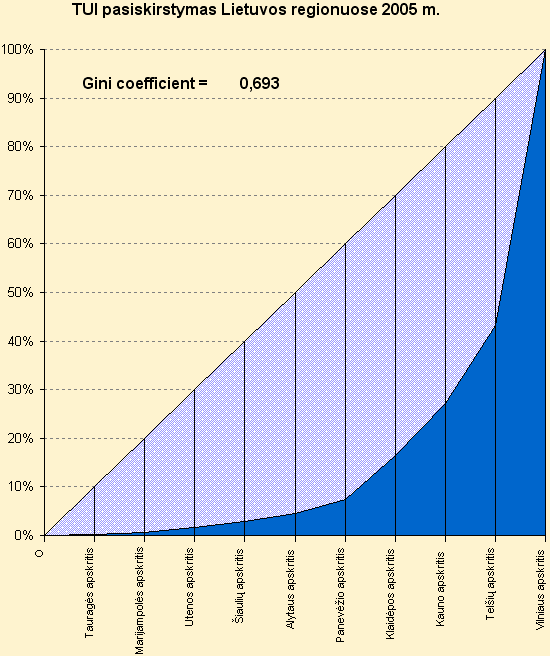 TUI pasiskirstymas Lietuvos regionuose 2005 m.
Gini coefficient = 0,693
100%
90%
80%
70%
60%
50%
40%
30%
20%
10%
0%
O
Tauragės apskritis
Marijampolės apskritis
Utenos apskritis
Šiaulių apskritis
Alytaus apskritis
Panevėžio apskritis
Klaidėpos apskritis
Kauno apskritis
Telšių apskritis
Vilniaus apskritis